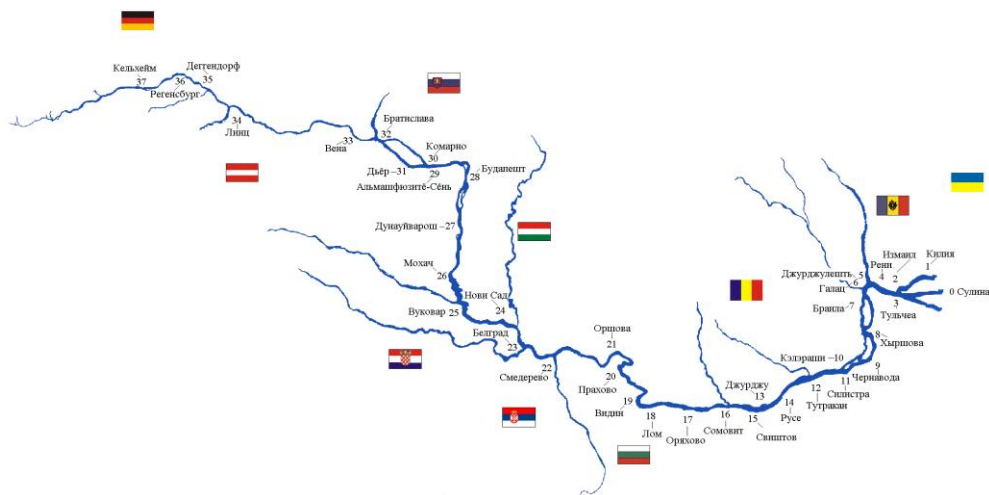 Кельхейм
37
36
Регенсбург
Деггендорф
35
34
Линц
33
Вена
Братислава
32
Дьёр –31
Комарно
30
29
Альмашфюзитё-Сёнь
Будапешт
28
Дунауйварош –27
Мохач
26
Вуковар 25
Нови Сад
24
Белград
23
22
Смедерево
Оршова
21
20
Прахово
19
Видин
18
Лом
17
Оряхово
16
Сомовит
15
Свиштов
Джурджу
13
14
Русе
12
Тутракан
11
Силистра
Кэлэраши –10
9
Чернавода
8
Хыршова
Браила
–7
Галац
6
Джурджулешть
5
Рени
4
3
Тульчеа
Измаил
2
Килия
1
0 Сулина